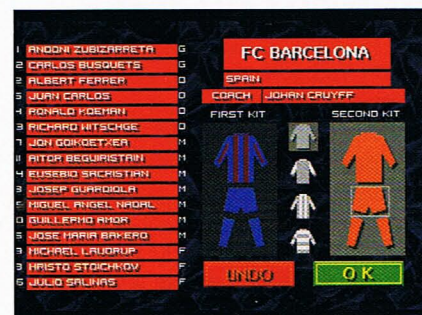 ANDONI ZUBIZARRETA G
CARLOS BUSQUETS G
ALBERT FERRER D
JUAN CARLOS D
RONALD KOEMAN D
RICHARD WITSCHGE D
JON GOIKOETXEA M
AITOR BEGUIRISTAIN M
EUSEBIO SACRISTIAN M
JOSEP GUARDIOLA M
MIGUEL ANGEL NADAL M
GUILLERMO AMOR M
JOSE MARIA BAKERO M
MICHAEL LAUDRUP F
HRISTO STOICHKOV F
JULIO SALINAS F
FC BARCELONA
SPAIN
COACH JOHAN CRUYFF
FIRST KIT SECOND KIT
UNDO OK